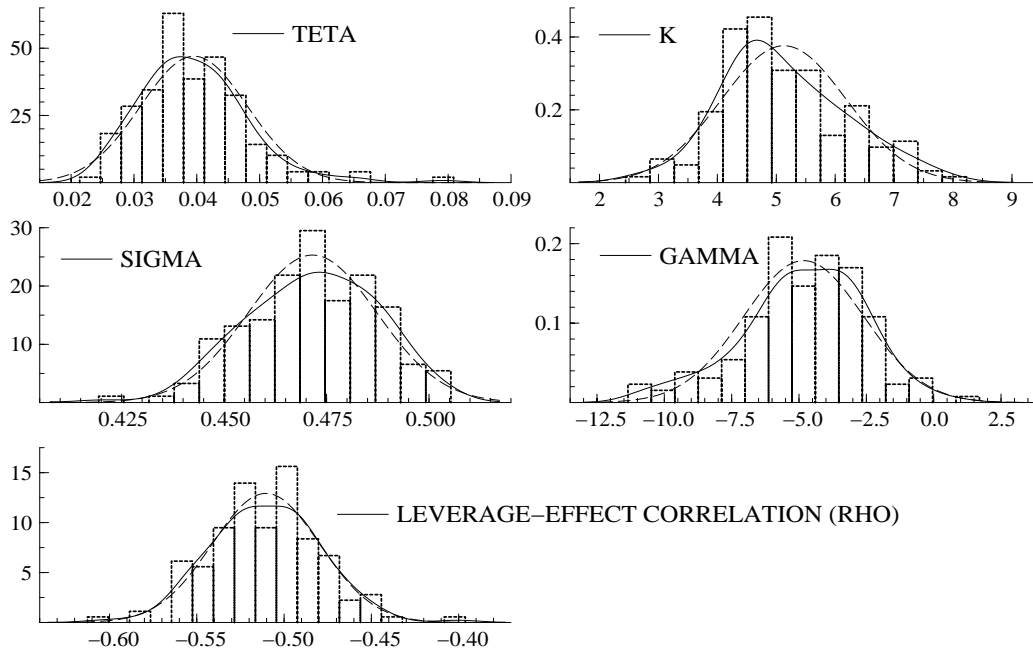 50
25
TETA
0.02 0.03 0.04 0.05 0.06 0.07 0.08 0.09
0.4
0.2
K
2 3 4 5 6 7 8 9
30
20
10
SIGMA
0.425 0.450 0.475 0.500
0.2
0.1
GAMMA
−12.5 −10.0 −7.5 −5.0 −2.5 0.0 2.5
15
10
5
LEVERAGE−EFFECT CORRELATION (RHO)
−0.60 −0.55 −0.50 −0.45 −0.40